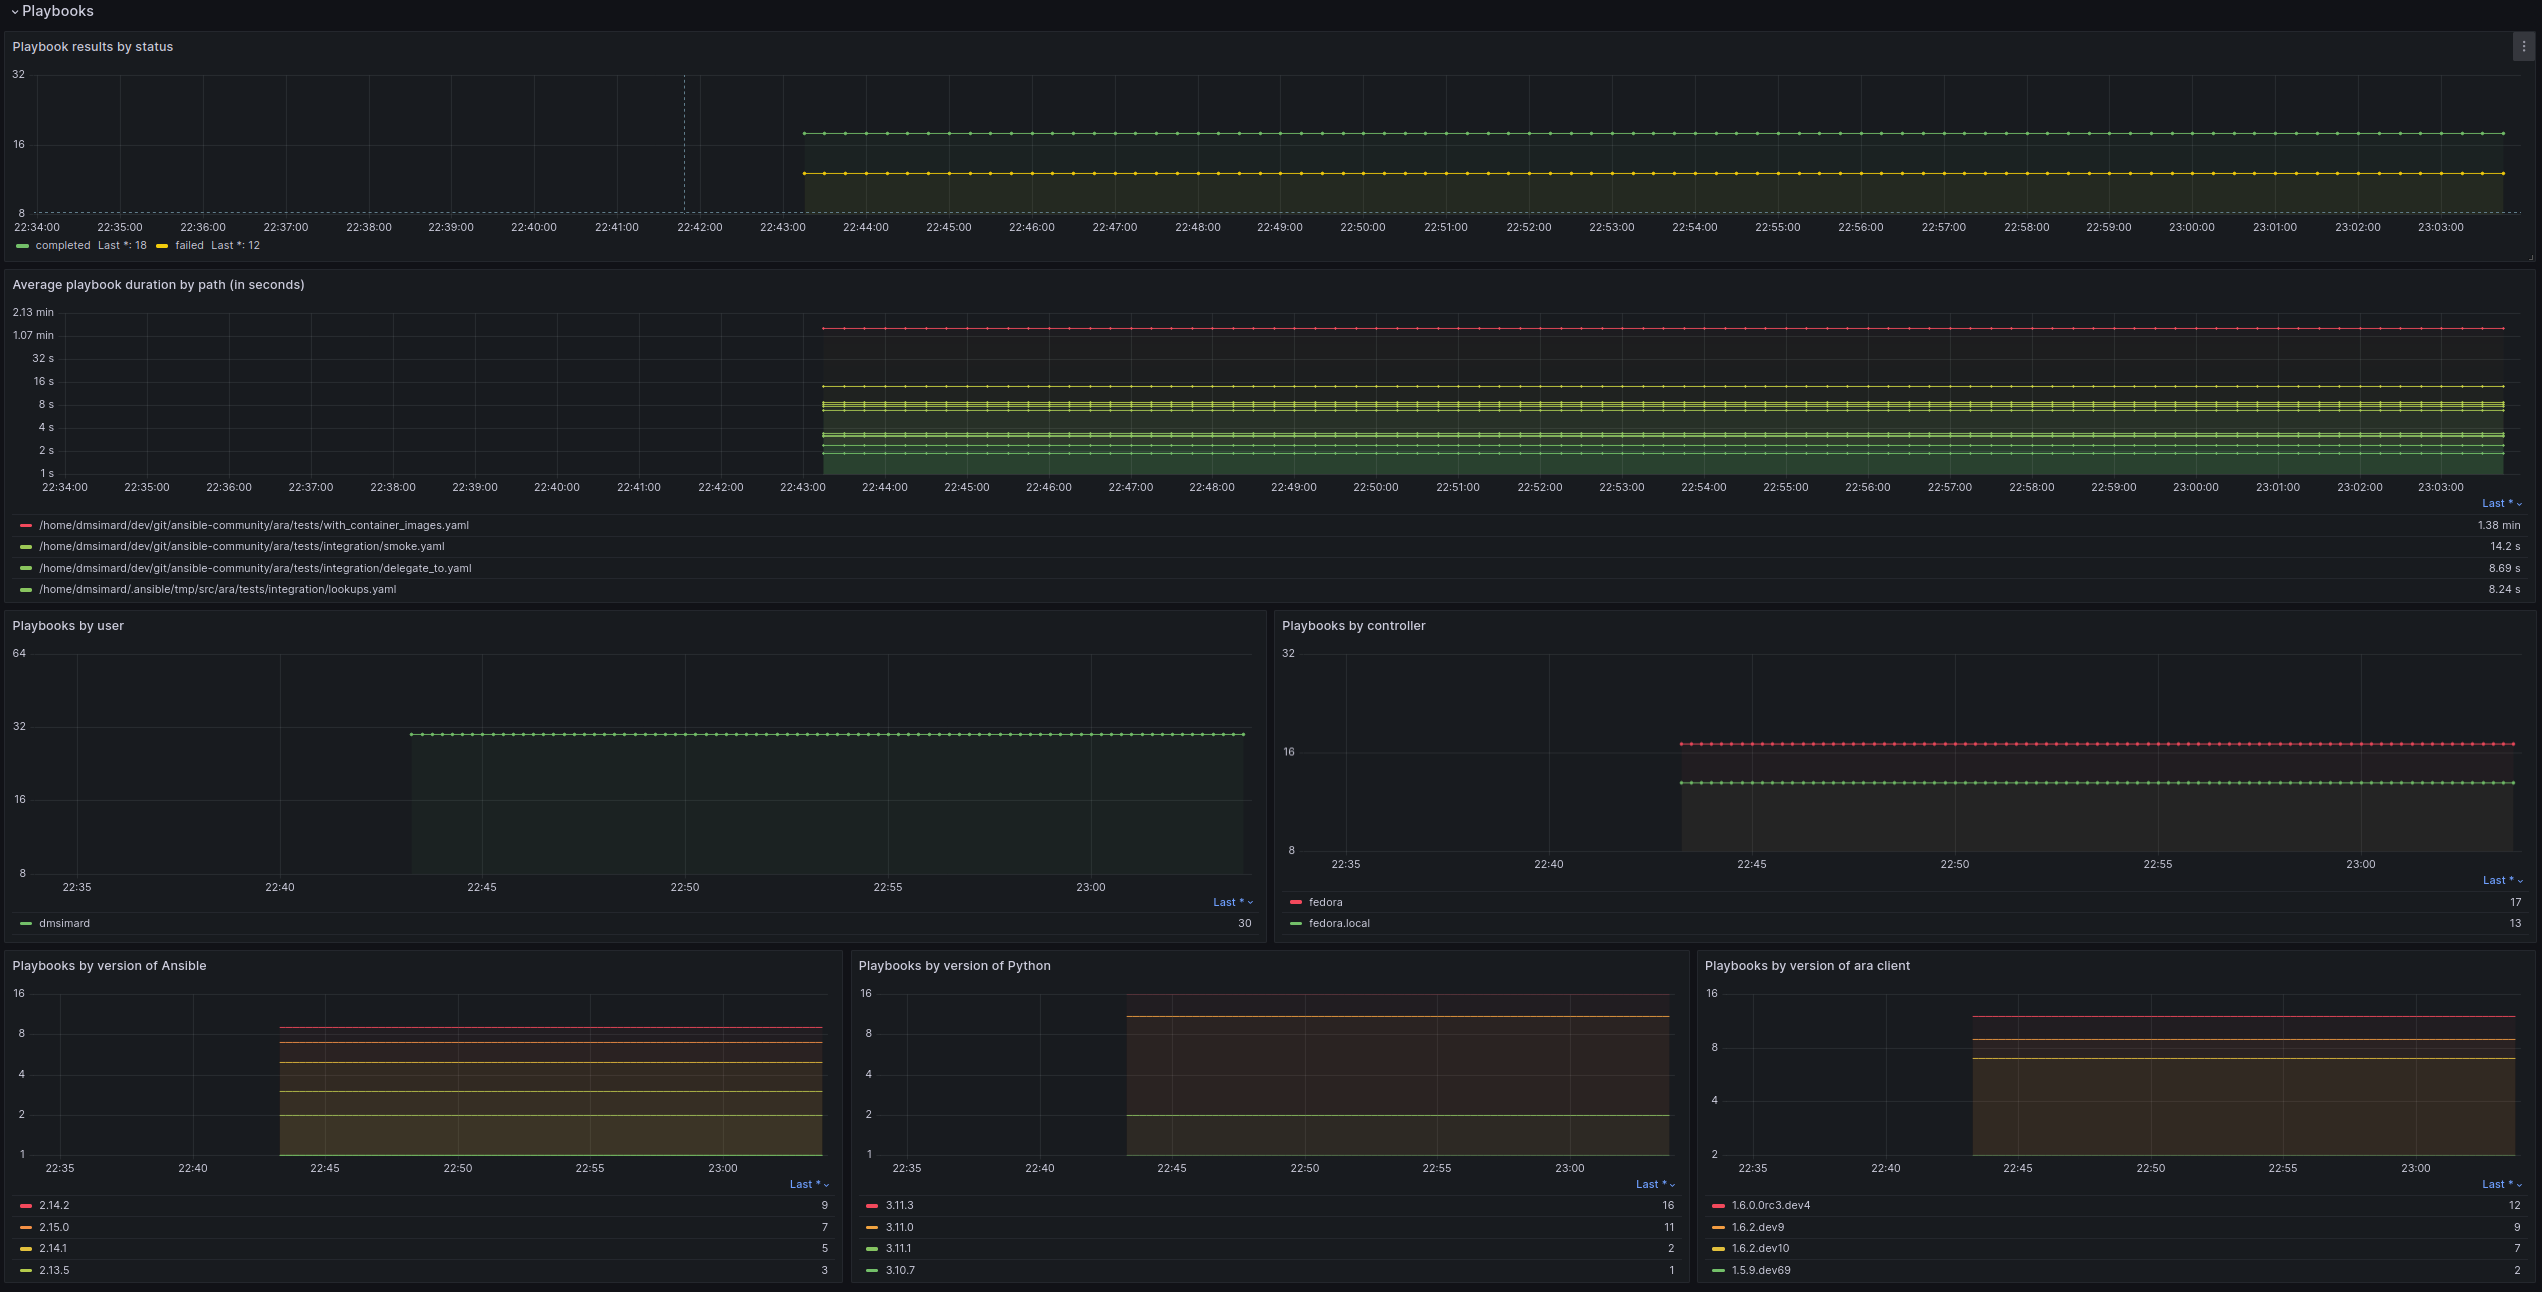 Playbooks
Playbook results by status
32
16
8
22:34:00 22:35:00 22:36:00 22:37:00 22:38:00 22:39:00 22:40:00 22:41:00 22:42:00 22:43:00 22:44:00 22:45:00 22:46:00 22:47:00 22:48:00 22:49:00 22:50:00 22:51:00 22:52:00 22:53:00 22:54:00 22:55:00 22:56:00 22:57:00 22:58:00 22:59:00 23:00:00 23:01:00 23:02:00 23:03:00
completed Last *: 18 failed Last *: 12
Average playbook duration by path (in seconds)
2.13 min
1.07 min
32 s
16 s
8 s
4 s
2 s
1 s
22:34:00 22:35:00 22:36:00 22:37:00 22:38:00 22:39:00 22:40:00 22:41:00 22:42:00 22:43:00 22:44:00 22:45:00 22:46:00 22:47:00 22:48:00 22:49:00 22:50:00 22:51:00 22:52:00 22:53:00 22:54:00 22:55:00 22:56:00 22:57:00 22:58:00 22:59:00 23:00:00 23:01:00 23:02:00 23:03:00
Last *
/home/dmsimard/dev/git/ansible-community/ara/tests/with_container_images.yaml 1.38 min
/home/dmsimard/dev/git/ansible-community/ara/tests/integration/smoke.yaml 14.2 s
/home/dmsimard/dev/git/ansible-community/ara/tests/integration/delegate_to.yaml 8.69 s
/home/dmsimard/.ansible/tmp/src/ara/tests/integration/lookups.yaml 8.24 s
Playbooks by user
64
32
16
8
22:35 22:40 22:45 22:50 22:55 23:00
Last *
dmsimard 30
Playbooks by controller
32
16
8
22:35 22:40 22:45 22:50 22:55 23:00
Last *
fedora 17
fedora.local 13
Playbooks by version of Ansible
16
8
4
2
1
22:35 22:40 22:45 22:50 22:55 23:00
Last *
2.14.2 9
2.15.0 7
2.14.1 5
2.13.5 3
Playbooks by version of Python
16
8
4
2
1
22:35 22:40 22:45 22:50 22:55 23:00
Last *
3.11.3 16
3.11.0 11
3.11.1 2
3.10.7 1
Playbooks by version of ara client
16
8
4
2
22:35 22:40 22:45 22:50 22:55 23:00
Last *
1.6.0.0rc3.dev4 12
1.6.2.dev9 9
1.6.2.dev10 7
1.5.9.dev69 2